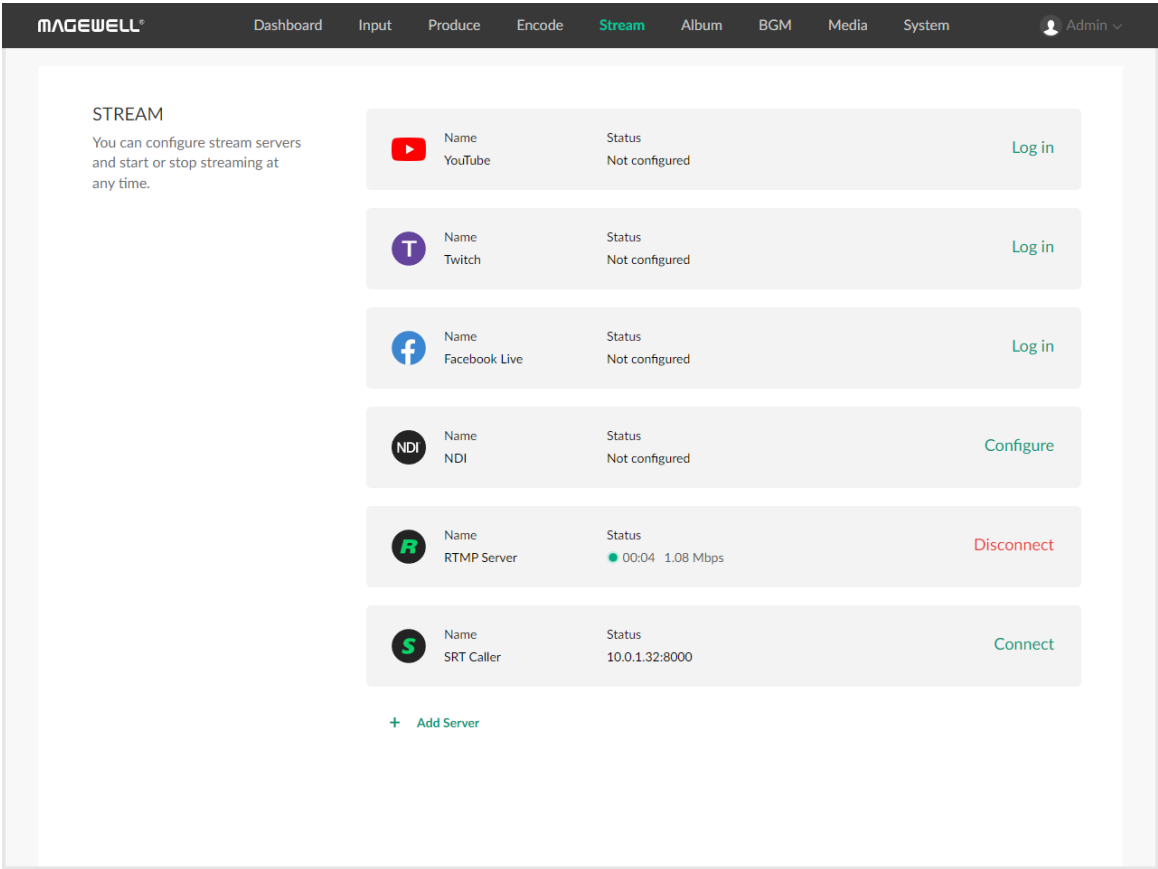 MAGEWELL®
Dashboard Input Produce Encode Stream Album BGM Media System Admin
STREAM
You can configure stream servers
and start or stop streaming at
any time.
Name Status
YouTube Not configured
Log in
T
Name Status
Twitch Not configured
Log in
f
Name Status
Facebook Live Not configured
Log in
NDI
Name Status
NDI Not configured
Configure
R
Name Status
RTMP Server 00:04 1.08 Mbps
Disconnect
S
Name Status
SRT Caller 10.0.1.32:8000
Connect
+ Add Server